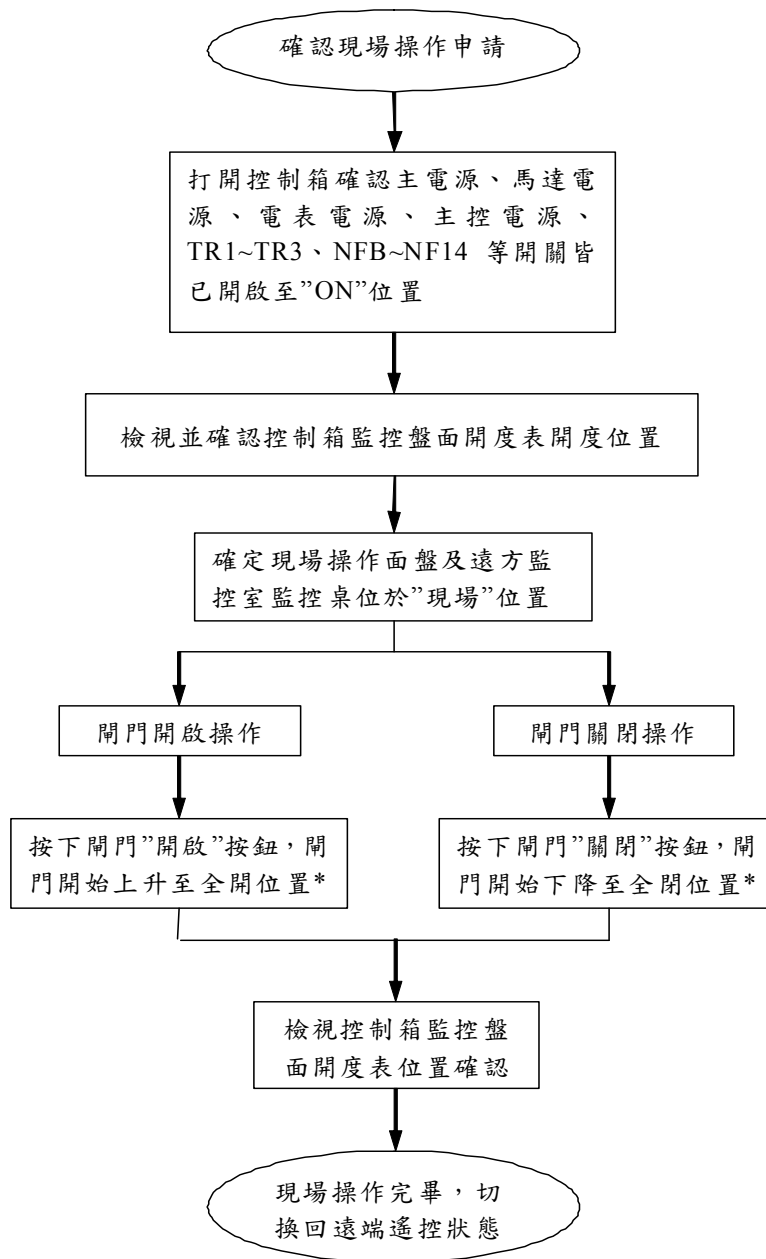 確認現場操作申請
打開控制箱確認主電源、馬達電
源、電表電源、主控電源、
TR1~TR3、NFB~NF14 等開關皆
已開啟至”ON”位置
檢視並確認控制箱監控盤面開度表開度位置
確定現場操作面盤及遠方監
控室監控桌位於”現場”位置
閘門開啟操作
閘門關閉操作
按下閘門”開啟”按鈕，閘
門開始上升至全開位置*
按下閘門”關閉”按鈕，閘
門開始下降至全閉位置*
檢視控制箱監控盤
面開度表位置確認
現場操作完畢，切
換回遠端遙控狀態